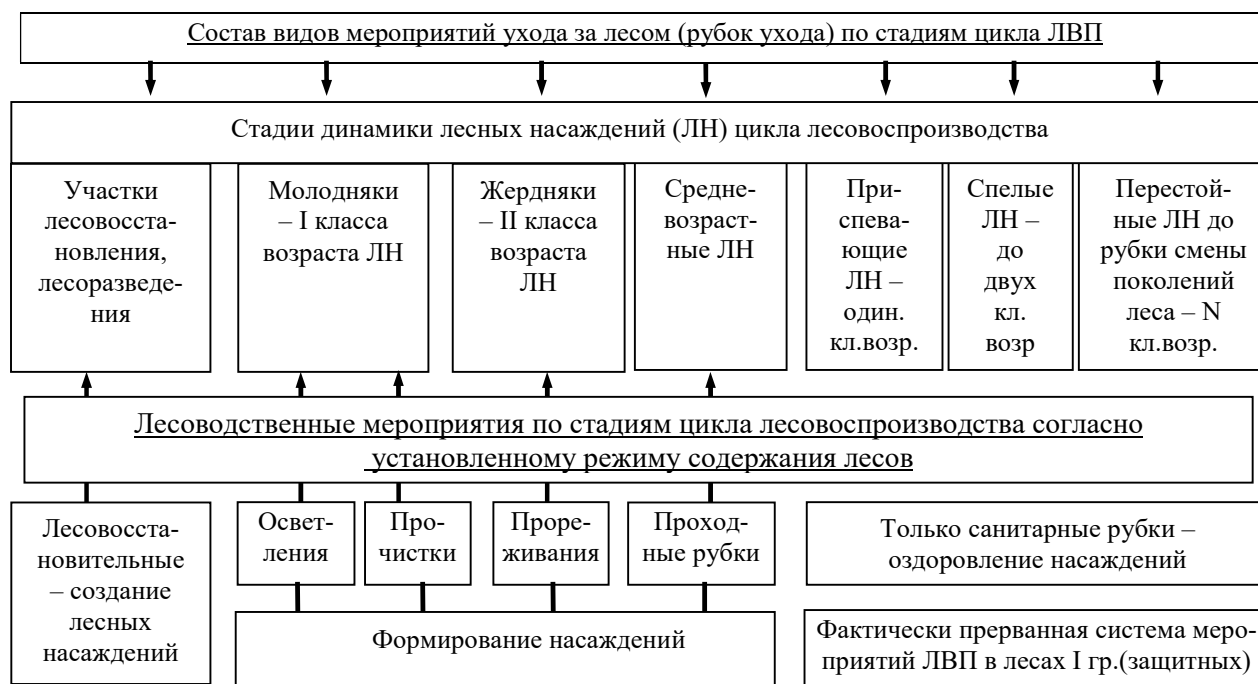 Состав видов мероприятий ухода за лесом (рубок ухода) по стадиям цикла ЛВП
Стадии динамики лесных насаждений (ЛН) цикла лесовоспроизводства
Участки
лесовосста-
новления,
лесоразведе-
ния
Молодняки
– I класса
возраста ЛН
Жердняки
– II класса
возраста
ЛН
Средне-
возраст-
ные ЛН
При-
спева-
ющие
ЛН –
один.
кл.возр.
Спелые
ЛН –
до
двух
кл.
возр
Перестой-
ные ЛН до
рубки смены
поколений
леса – N
кл.возр.
Лесоводственные мероприятия по стадиям цикла лесовоспроизводства согласно
установленному режиму содержания лесов
Лесовосста-
новительные
– создание
лесных
насаждений
Освет-
ления
Про-
чистки
Проре-
живания
Проход-
ные рубки
Только санитарные рубки –
оздоровление насаждений
Формирование насаждений
Фактически прерванная система меро-
приятий ЛВП в лесах I гр.(защитных)